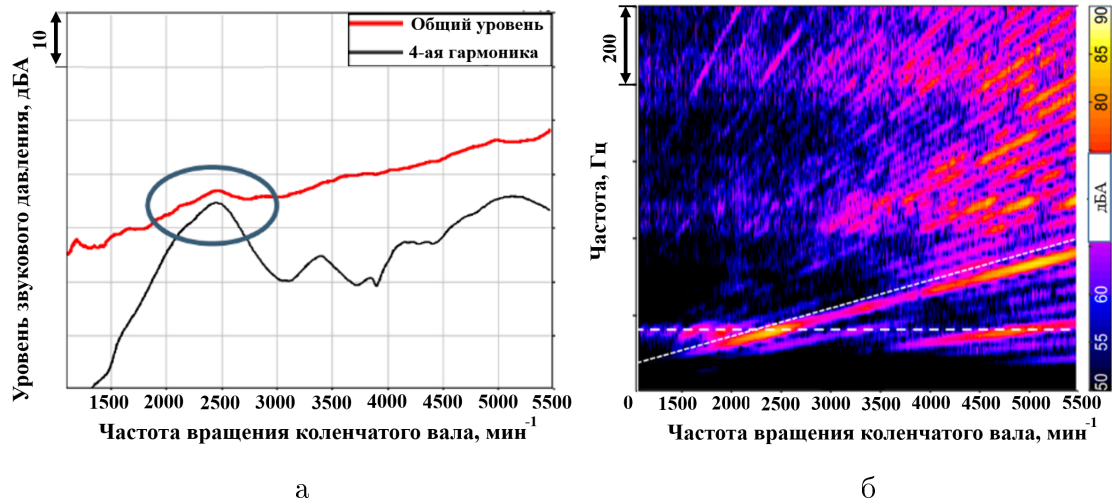 Общий уровень
4-ая гармоника
10
Уровень звукового давления, дБА
1500 2000 2500 3000 3500 4000 4500 5000 5500
Частота вращения коленчатого вала, мин-1
а
200
Частота, Гц
0 1500 2000 2500 3000 3500 4000 4500 5000 5500
Частота вращения коленчатого вала, мин-1
90
85
80
дБА
60
55
50
б